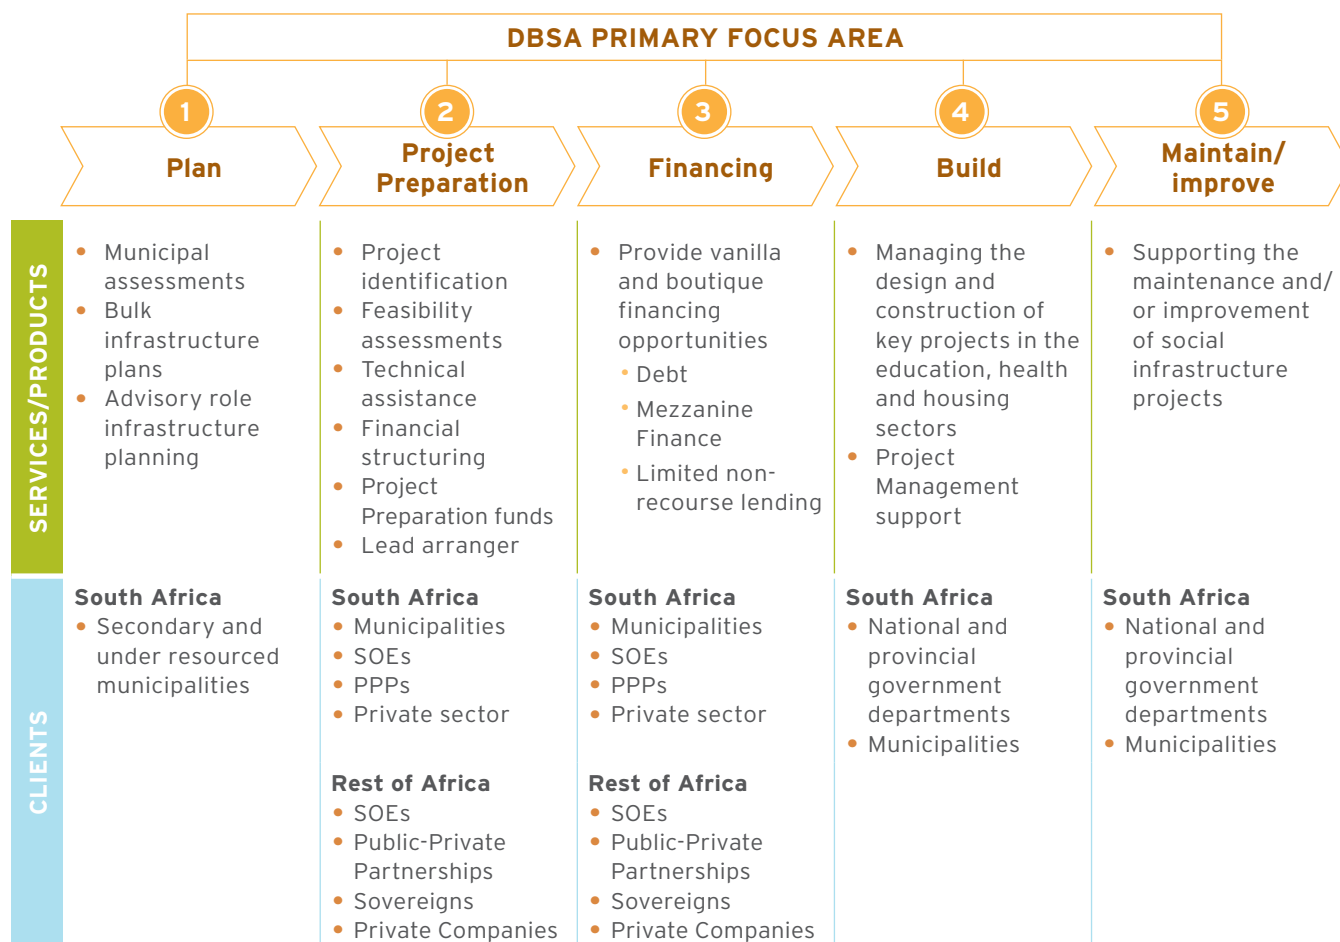 DBSA PRIMARY FOCUS AREA
1
Plan
2
Project
Preparation
3
Financing
4
Build
5
Maintain/
improve
SERVICES/PRODUCTS
• Municipal
assessments
• Bulk
infrastructure
plans
• Advisory role
infrastructure
planning
• Project
identification
• Feasibility
assessments
• Technical
assistance
• Financial
structuring
• Project
Preparation funds
• Lead arranger
• Provide vanilla
and boutique
financing
opportunities
• Debt
• Mezzanine
Finance
• Limited non-
recourse lending
• Managing the
design and
construction of
key projects in the
education, health
and housing
sectors
• Project
Management
support
• Supporting the
maintenance and/
or improvement
of social
infrastructure
projects
CLIENTS
South Africa
• Secondary and
under resourced
municipalities
South Africa
• Municipalities
• SOEs
• PPPs
• Private sector
Rest of Africa
• SOEs
• Public-Private
Partnerships
• Sovereigns
• Private Companies
South Africa
• Municipalities
• SOEs
• PPPs
• Private sector
Rest of Africa
• SOEs
• Public-Private
Partnerships
• Sovereigns
• Private Companies
South Africa
• National and
provincial
government
departments
• Municipalities
South Africa
• National and
provincial
government
departments
• Municipalities